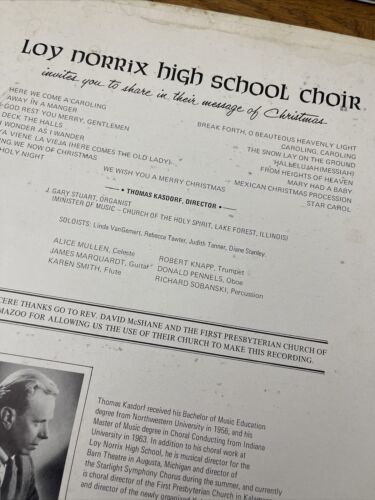 LOY NORRIX HIGH SCHOOL CHOIR
invites you to share in their message of Christmas
HERE WE COME A CAROLING
AWAY IN A MANGER
GOD REST YOU MERRY, GENTLEMEN
DECK THE HALLS
I WONDER AS I WANDER
YA VIENE LA VIEJA (HERE COMES THE OLD LADY)
NG WE NOW OF CHRISTMAS
HOLY NIGHT
BREAK FORTH, O BEAUTEOUS HEAVENLY LIGHT
CAROLING, CAROLING
THE SNOW LAY ON THE GROUND
HALLELUJAH (MESSIAH)
FROM HEIGHTS OF HEAVEN
MARY HAD A BABY
MEXICAN CHRISTMAS PROCESSION
STAR CAROL
WE WISH YOU A MERRY CHRISTMAS
• THOMAS KASDORF, DIRECTOR •
J. GARY STUART, ORGANIST
(MINISTER OF MUSIC – CHURCH OF THE HOLY SPIRIT, LAKE FOREST, ILLINOIS)
SOLOISTS: Linda VanGemert, Rebecca Tawter, Judith Tanner, Diane Stanley.
ALICE MULLEN, Celeste
JAMES MARQUARDT, Guitar
KAREN SMITH, Flute
ROBERT KNAPP, Trumpet
DONALD PENNELS, Oboe
RICHARD SOBANSKI, Percussion
CERE THANKS GO TO REV. DAVID McSHANE AND THE FIRST PRESBYTERIAN CHURCH OF
MAZOO FOR ALLOWING US THE USE OF THEIR CHURCH TO MAKE THIS RECORDING.
Thomas Kasdorf received his Bachelor of Music Education
degree from Northwestern University in 1956, and his
Master of Music degree in Choral Conducting from Indiana
University in 1963. In addition to his choral work at
Loy Norrix High School, he is musical director for the
Barn Theatre in Augusta, Michigan and director of
the Starlight Symphony Chorus during the summer, and currently
is choral director of the First Presbyterian Church in
and director of the newly organized